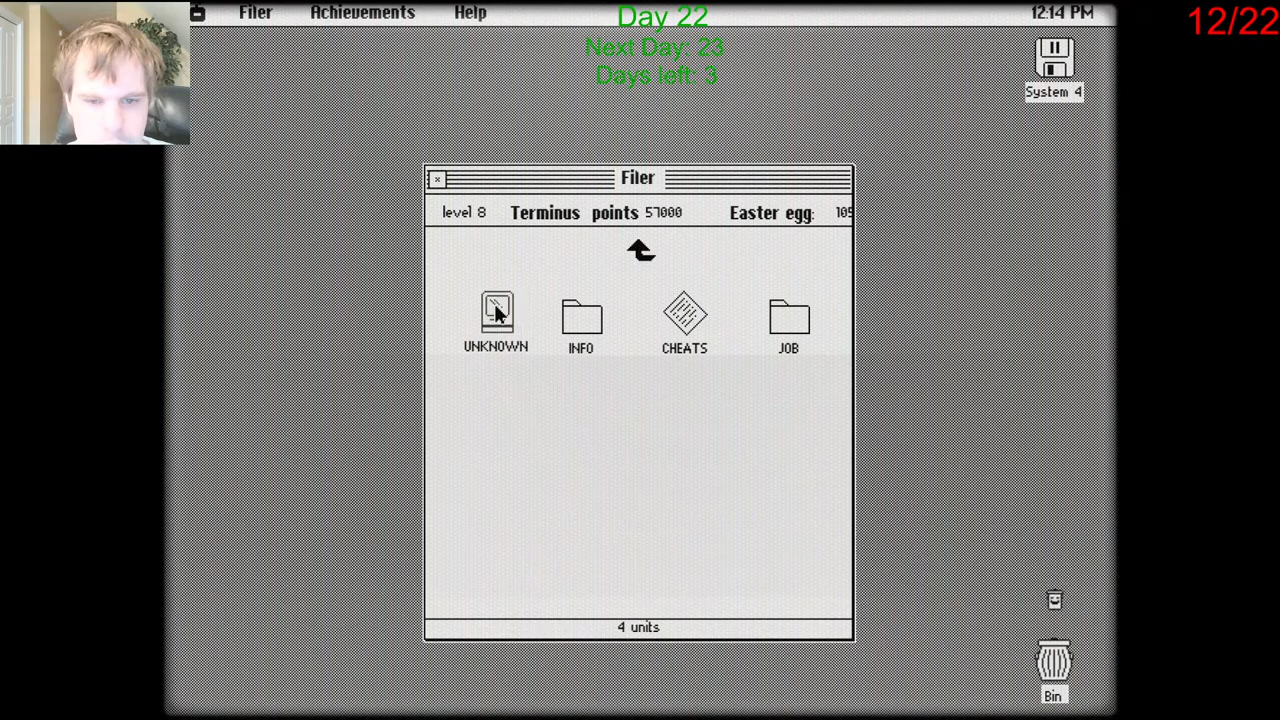 Filer Achievements Help
Day 22
12:14 PM
12/22
Next Day: 23
Days left: 3
System 4
Filer
level 8 Terminus points 57000 Easter egg: 105
UNKNOWN INFO CHEATS JOB
4 units
Bin